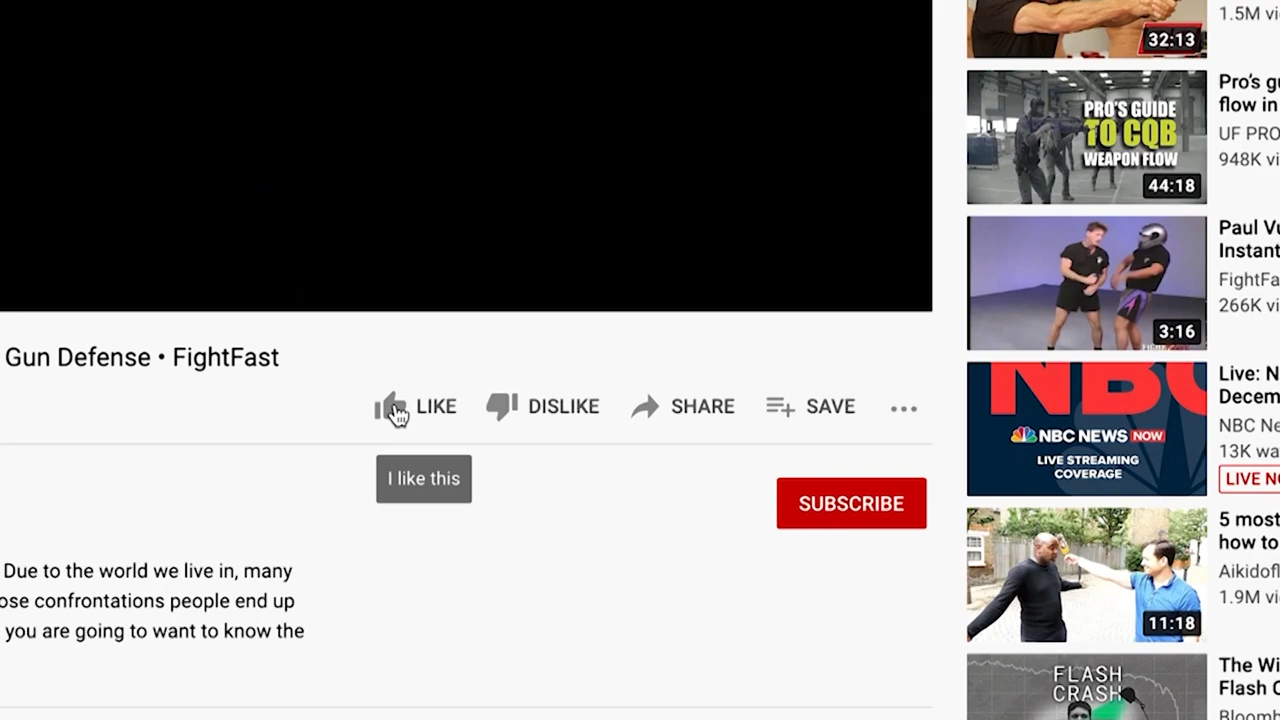 Gun Defense • FightFast
LIKE
DISLIKE
SHARE
SAVE
I like this
SUBSCRIBE
Due to the world we live in, many
ose confrontations people end up
you are going to want to know the
32:13
1.5M vi
PRO'S GUIDE
TO CQB
WEAPON FLOW
44:18
Pro's gu
flow in
UF PRO
948K vi
3:16
Paul Vu
Instant
FightFa
266K vi
NBC
NBC NEWS NOW
LIVE STREAMING
COVERAGE
Live: N
Decem
NBC Ne
13K wa
LIVE NO
11:18
5 most
how to
Aikidofl
1.9M vi
FLASH
CRASH
The Wi
Flash C
Bloomb